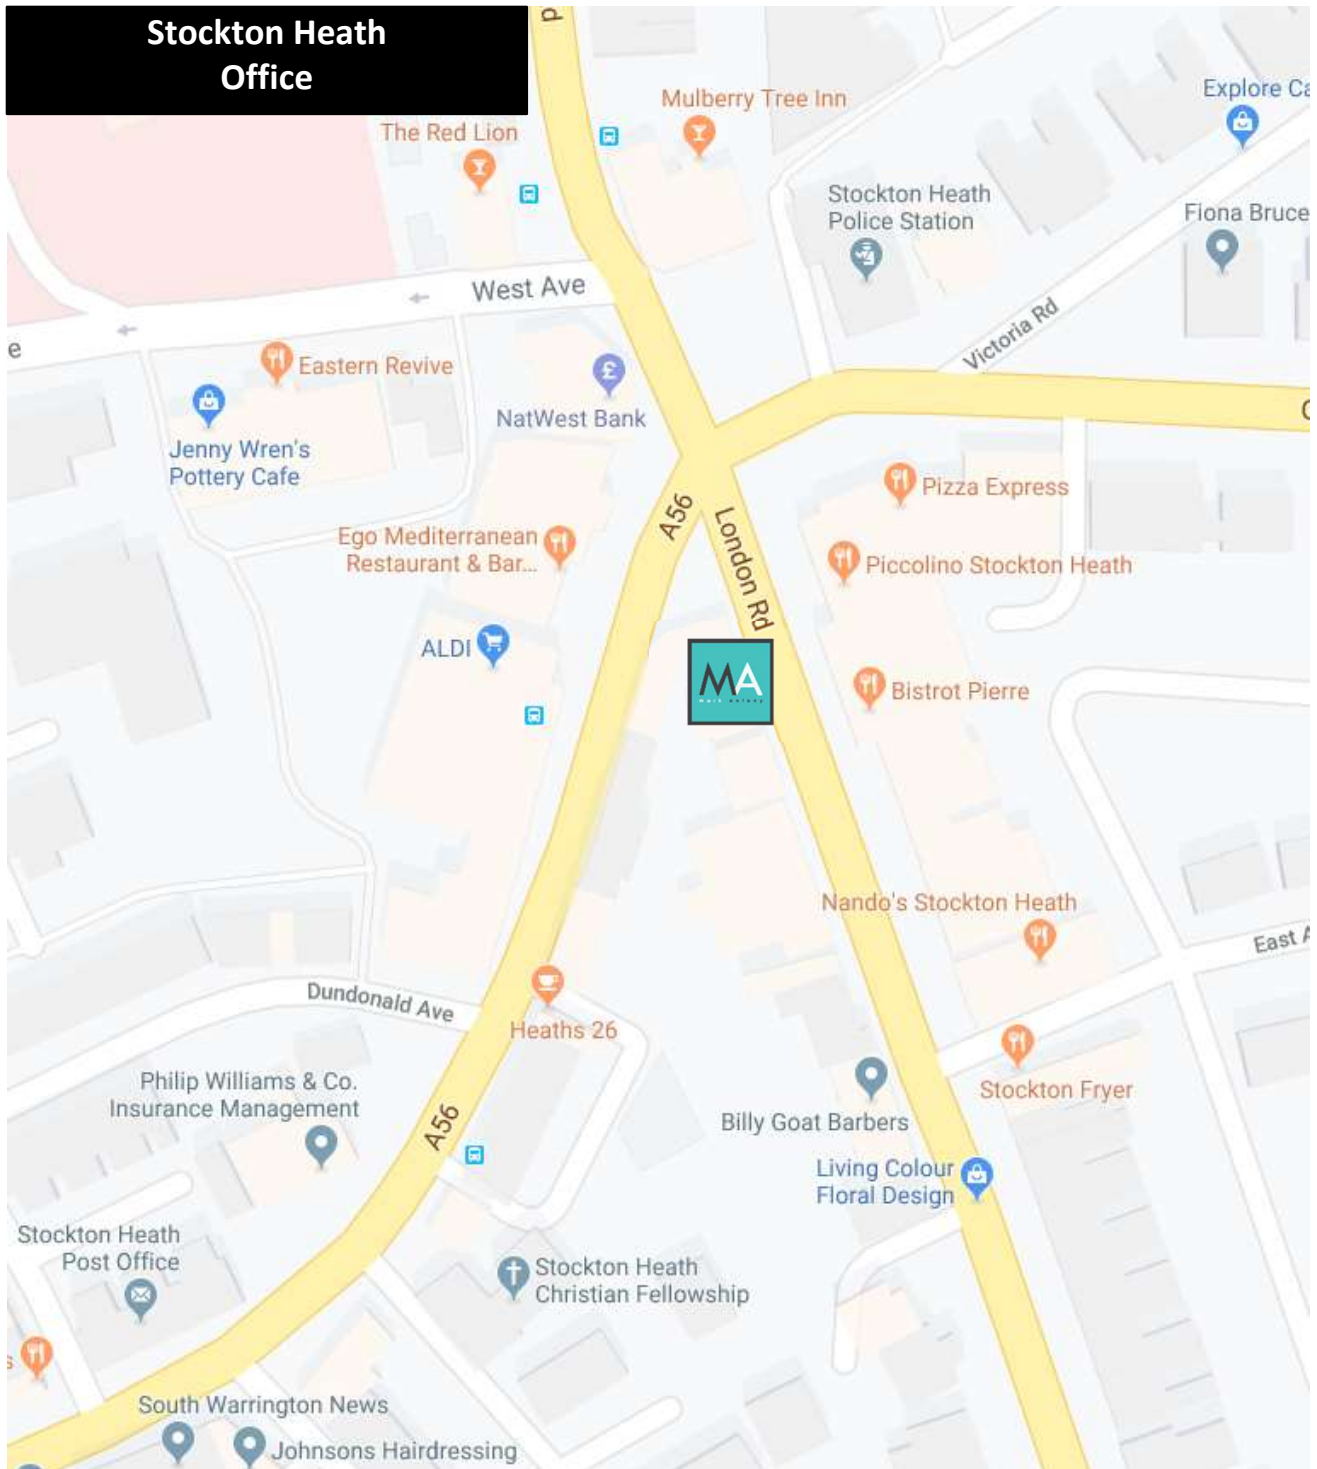 Stockton Heath
Office
d
Mulberry Tree Inn
Explore Ca
The Red Lion
Stockton Heath
Police Station
Fiona Bruce
West Ave
Victoria Rd
e
Eastern Revive
NatWest Bank
Jenny Wren's
Pottery Cafe
C
Pizza Express
A56
London Rd
Ego Mediterranean
Restaurant & Bar...
Piccolino Stockton Heath
ALDI
MA
Bistrot Pierre
Nando's Stockton Heath
East A
Dundonald Ave
Heaths 26
Philip Williams & Co.
Insurance Management
A56
Stockton Fryer
Billy Goat Barbers
Living Colour
Floral Design
Stockton Heath
Post Office
Stockton Heath
Christian Fellowship
s
South Warrington News
Johnsons Hairdressing